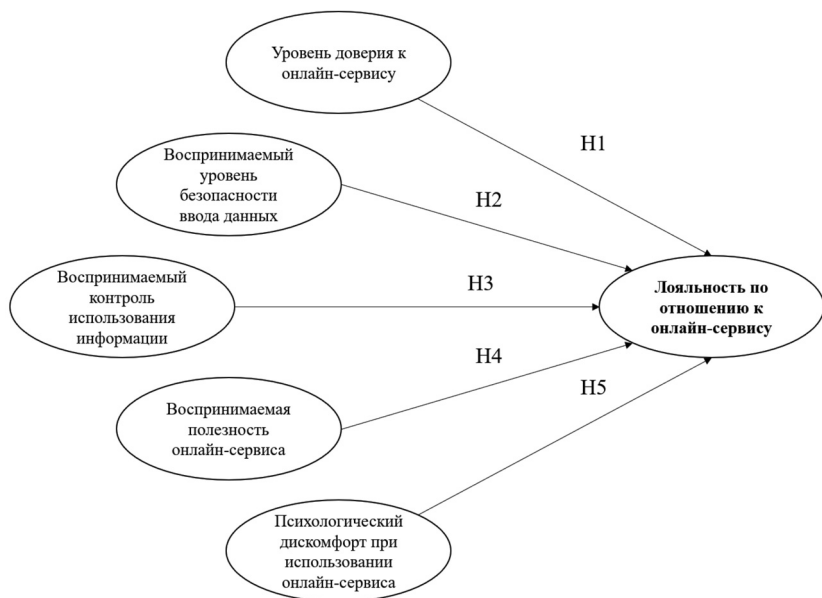 Уровень доверия к
онлайн-сервису
H1
Воспринимаемый
уровень
безопасности
ввода данных
H2
Воспринимаемый
контроль
использования
информации
H3
Лояльность по
отношению к
онлайн-сервису
H4
Воспринимаемая
полезность
онлайн-сервиса
H5
Психологический
дискомфорт при
использовании
онлайн-сервиса